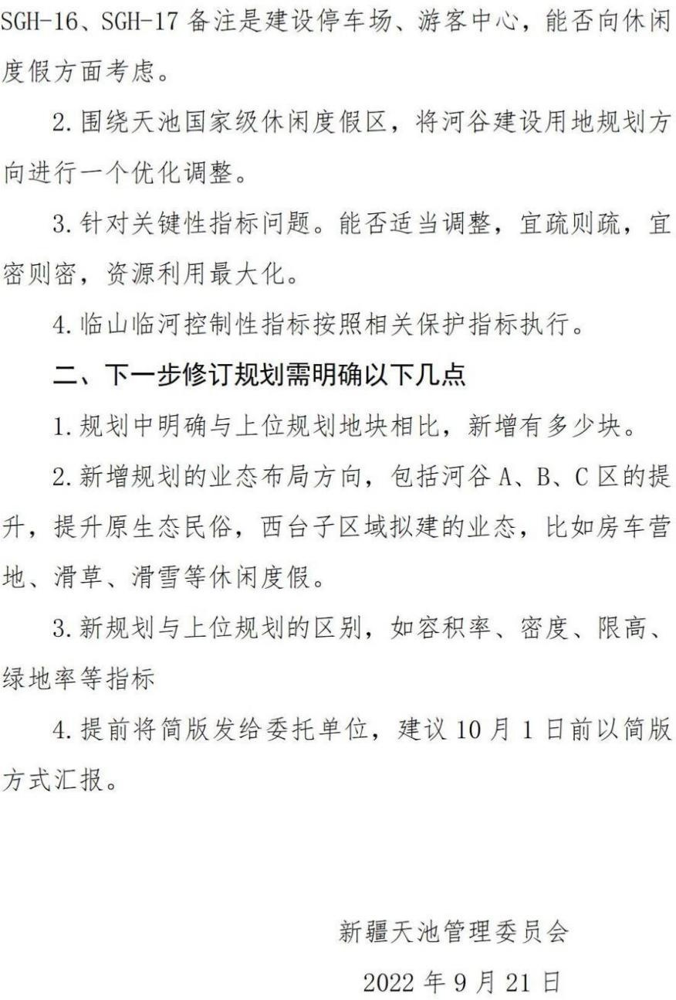 SGH-16、SGH-17 备注是建设停车场、游客中心，能否向休闲
度假方面考虑。
2.围绕天池国家级休闲度假区，将河谷建设用地规划方
向进行一个优化调整。
3.针对关键性指标问题。能否适当调整，宜疏则疏，宜
密则密，资源利用最大化。
4.临山临河控制性指标按照相关保护指标执行。
二、下一步修订规划需明确以下几点
1.规划中明确与上位规划地块相比，新增有多少块。
2.新增规划的业态布局方向，包括河谷 A、B、C 区的提
升，提升原生态民俗，西台子区域拟建的业态，比如房车营
地、滑草、滑雪等休闲度假。
3.新规划与上位规划的区别，如容积率、密度、限高、
绿地率等指标
4.提前将简版发给委托单位，建议 10 月 1 日前以简版
方式汇报。
新疆天池管理委员会
2022 年 9 月 21 日